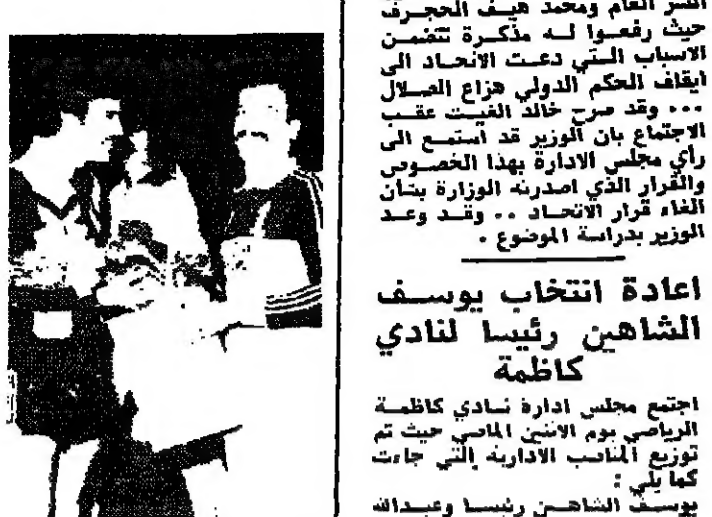 السر العام ومحمد هيف الحجرف
حيث رفعوا له مذكرة تتضمن
الاسباب التي دعت الاتحاد الى
ايقاف الحكم الدولي هزاع الصلال
... وقد صرح خالد الغيث عقب
الاجتماع بان الوزير قد استمع الى
رأي مجلس الادارة بهذا الخصوص
والقرار الذي اصدرته الوزارة بشأن
الغاء قرار الاتحاد .. وقد وعد
الوزير بدراسة الموضوع .
اعادة انتخاب يوسف
الشاهين رئيسا لنادي
كاظمة
اجتمع مجلس ادارة نادي كاظمة
الرياضي يوم الاثنين الماضي حيث تم
توزيع المناصب الادارية التي جاءت
كما يلي :
يوسف الشاهين رئيسا وعبدالله